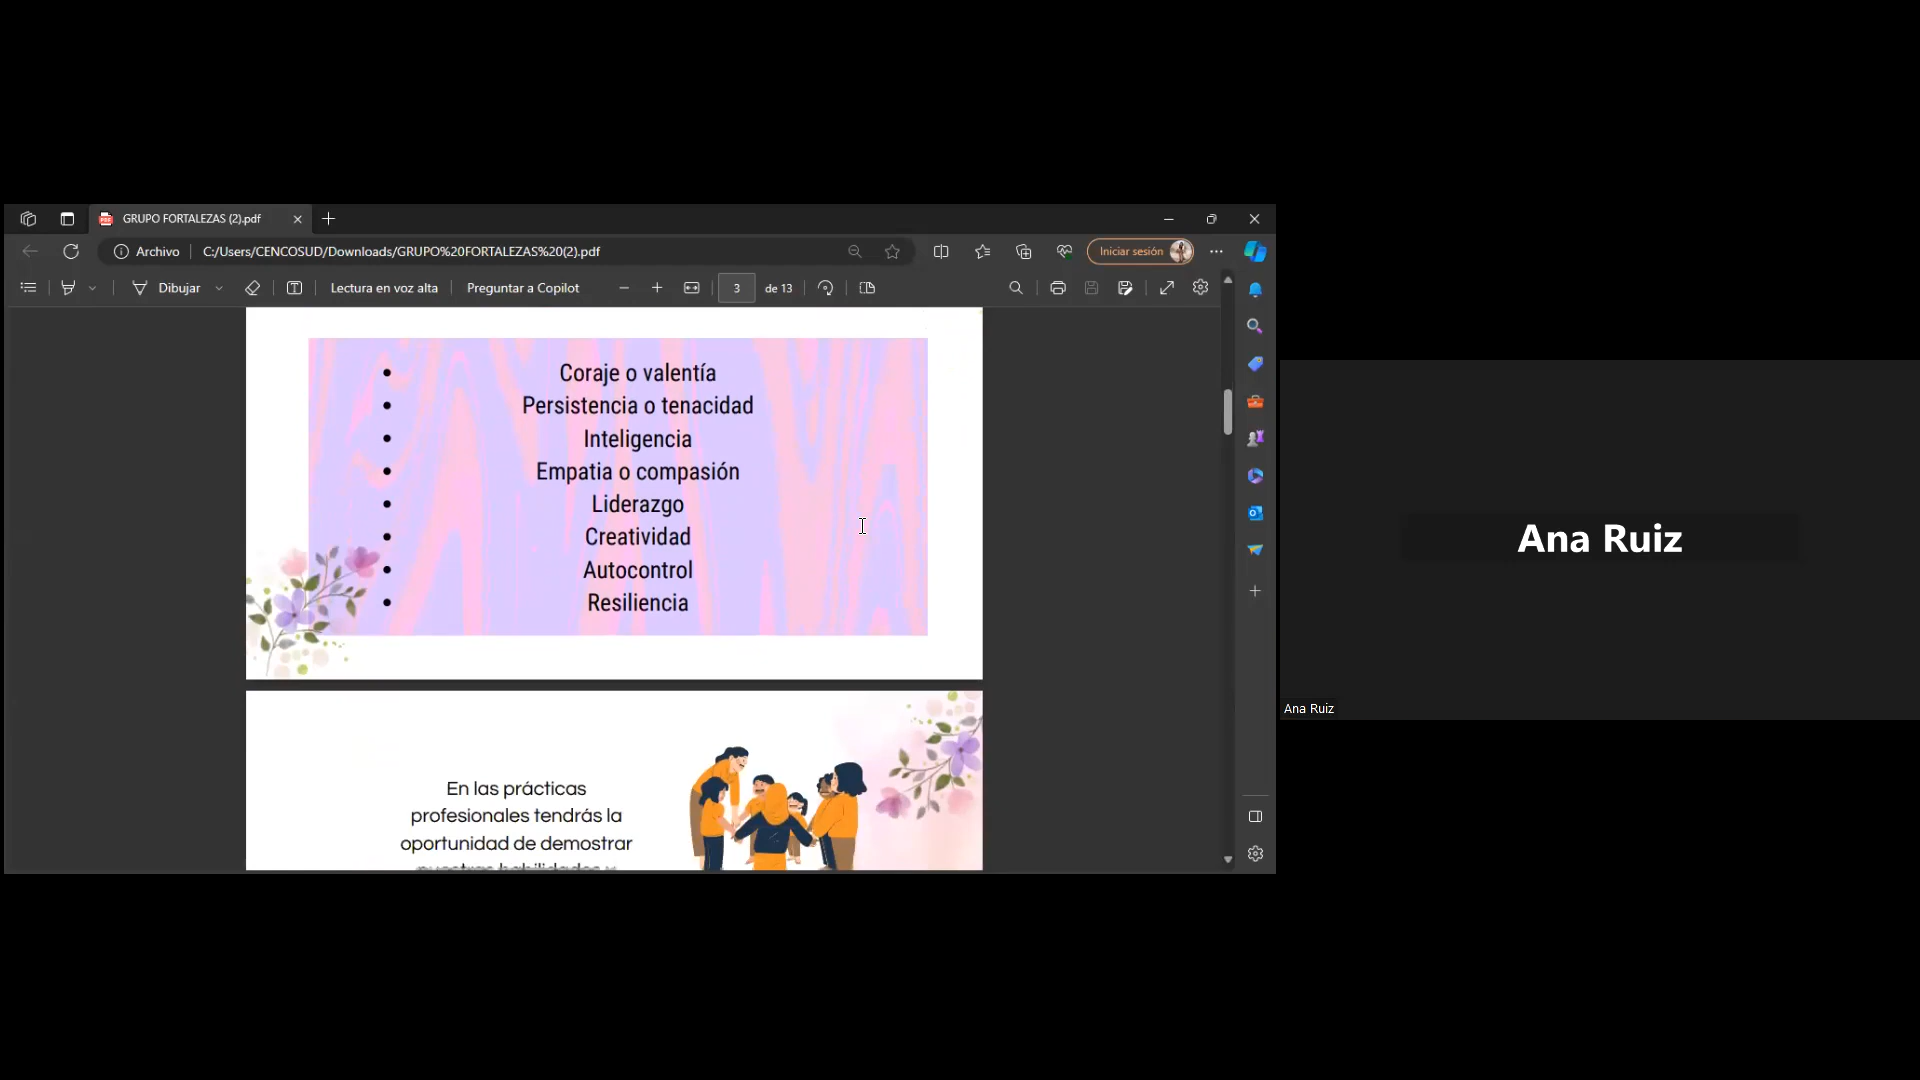 GRUPO FORTALEZAS (2).pdf
Archivo
C:/Users/CENCOSUD/Downloads/GRUPO%20FORTALEZAS%20(2).pdf
Iniciar sesión
Dibujar
Lectura en voz alta
Preguntar a Copilot
3 de 13
Coraje o valentía
Persistencia o tenacidad
Inteligencia
Empatia o compasión
Liderazgo
Creatividad
Autocontrol
Resiliencia
En las prácticas
profesionales tendrás la
oportunidad de demostrar
Ana Ruiz
Ana Ruiz